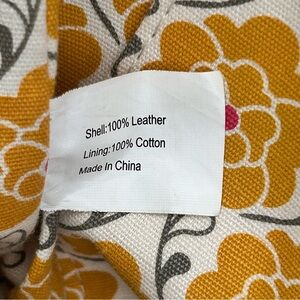 Shell:100% Leather
Lining:100% Cotton
Made In China